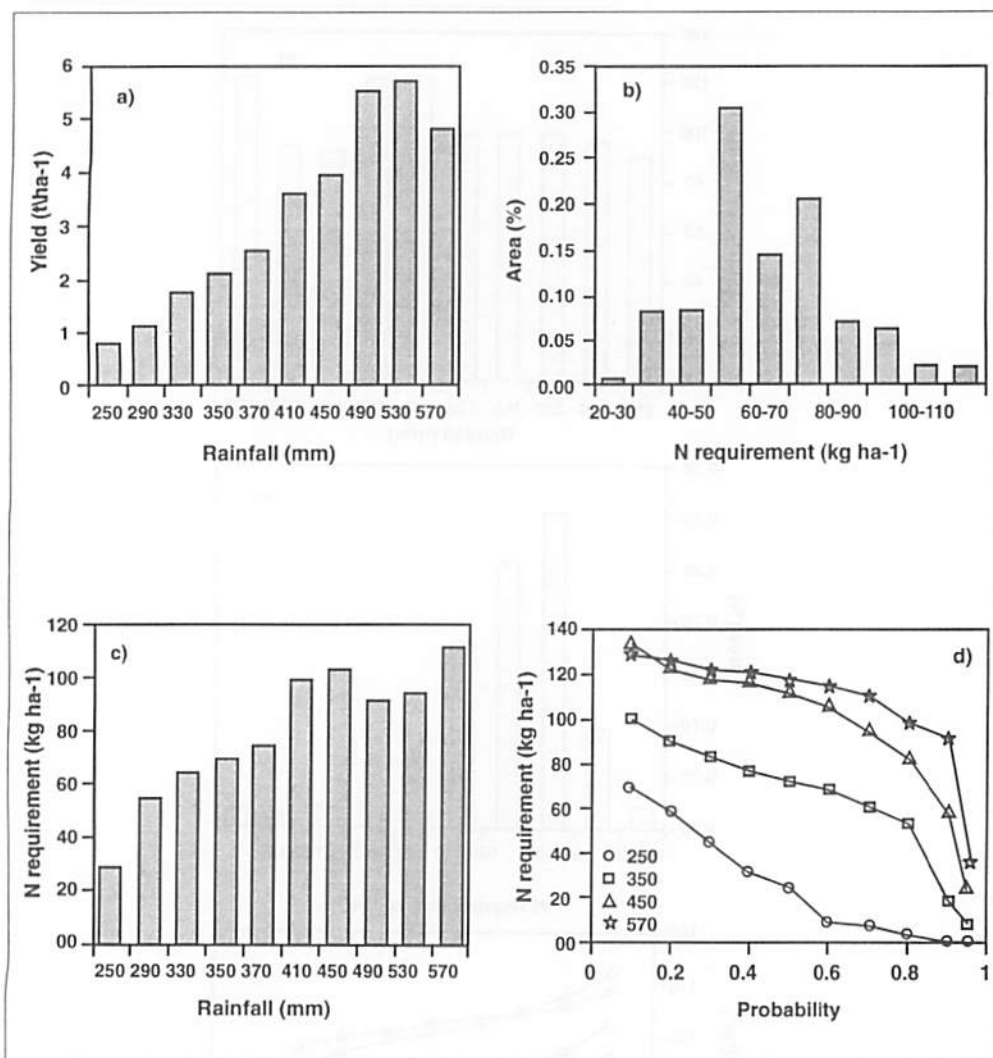 a)
Yield (t\ha-1)
6
5
4
3
2
1
0
250 290 330 350 370 410 450 490 530 570
Rainfall (mm)
b)
Area (%)
0.35
0.30
0.25
0.20
0.15
0.10
0.05
0.00
20-30 40-50 60-70 80-90 100-110
N requirement (kg ha-1)
c)
N requirement (kg ha-1)
120
100
80
60
40
20
00
250 290 330 350 370 410 450 490 530 570
Rainfall (mm)
d)
N requirement (kg ha-1)
140
120
100
80
60
40
20
00
250
350
450
570
0 0.2 0.4 0.6 0.8 1
Probability